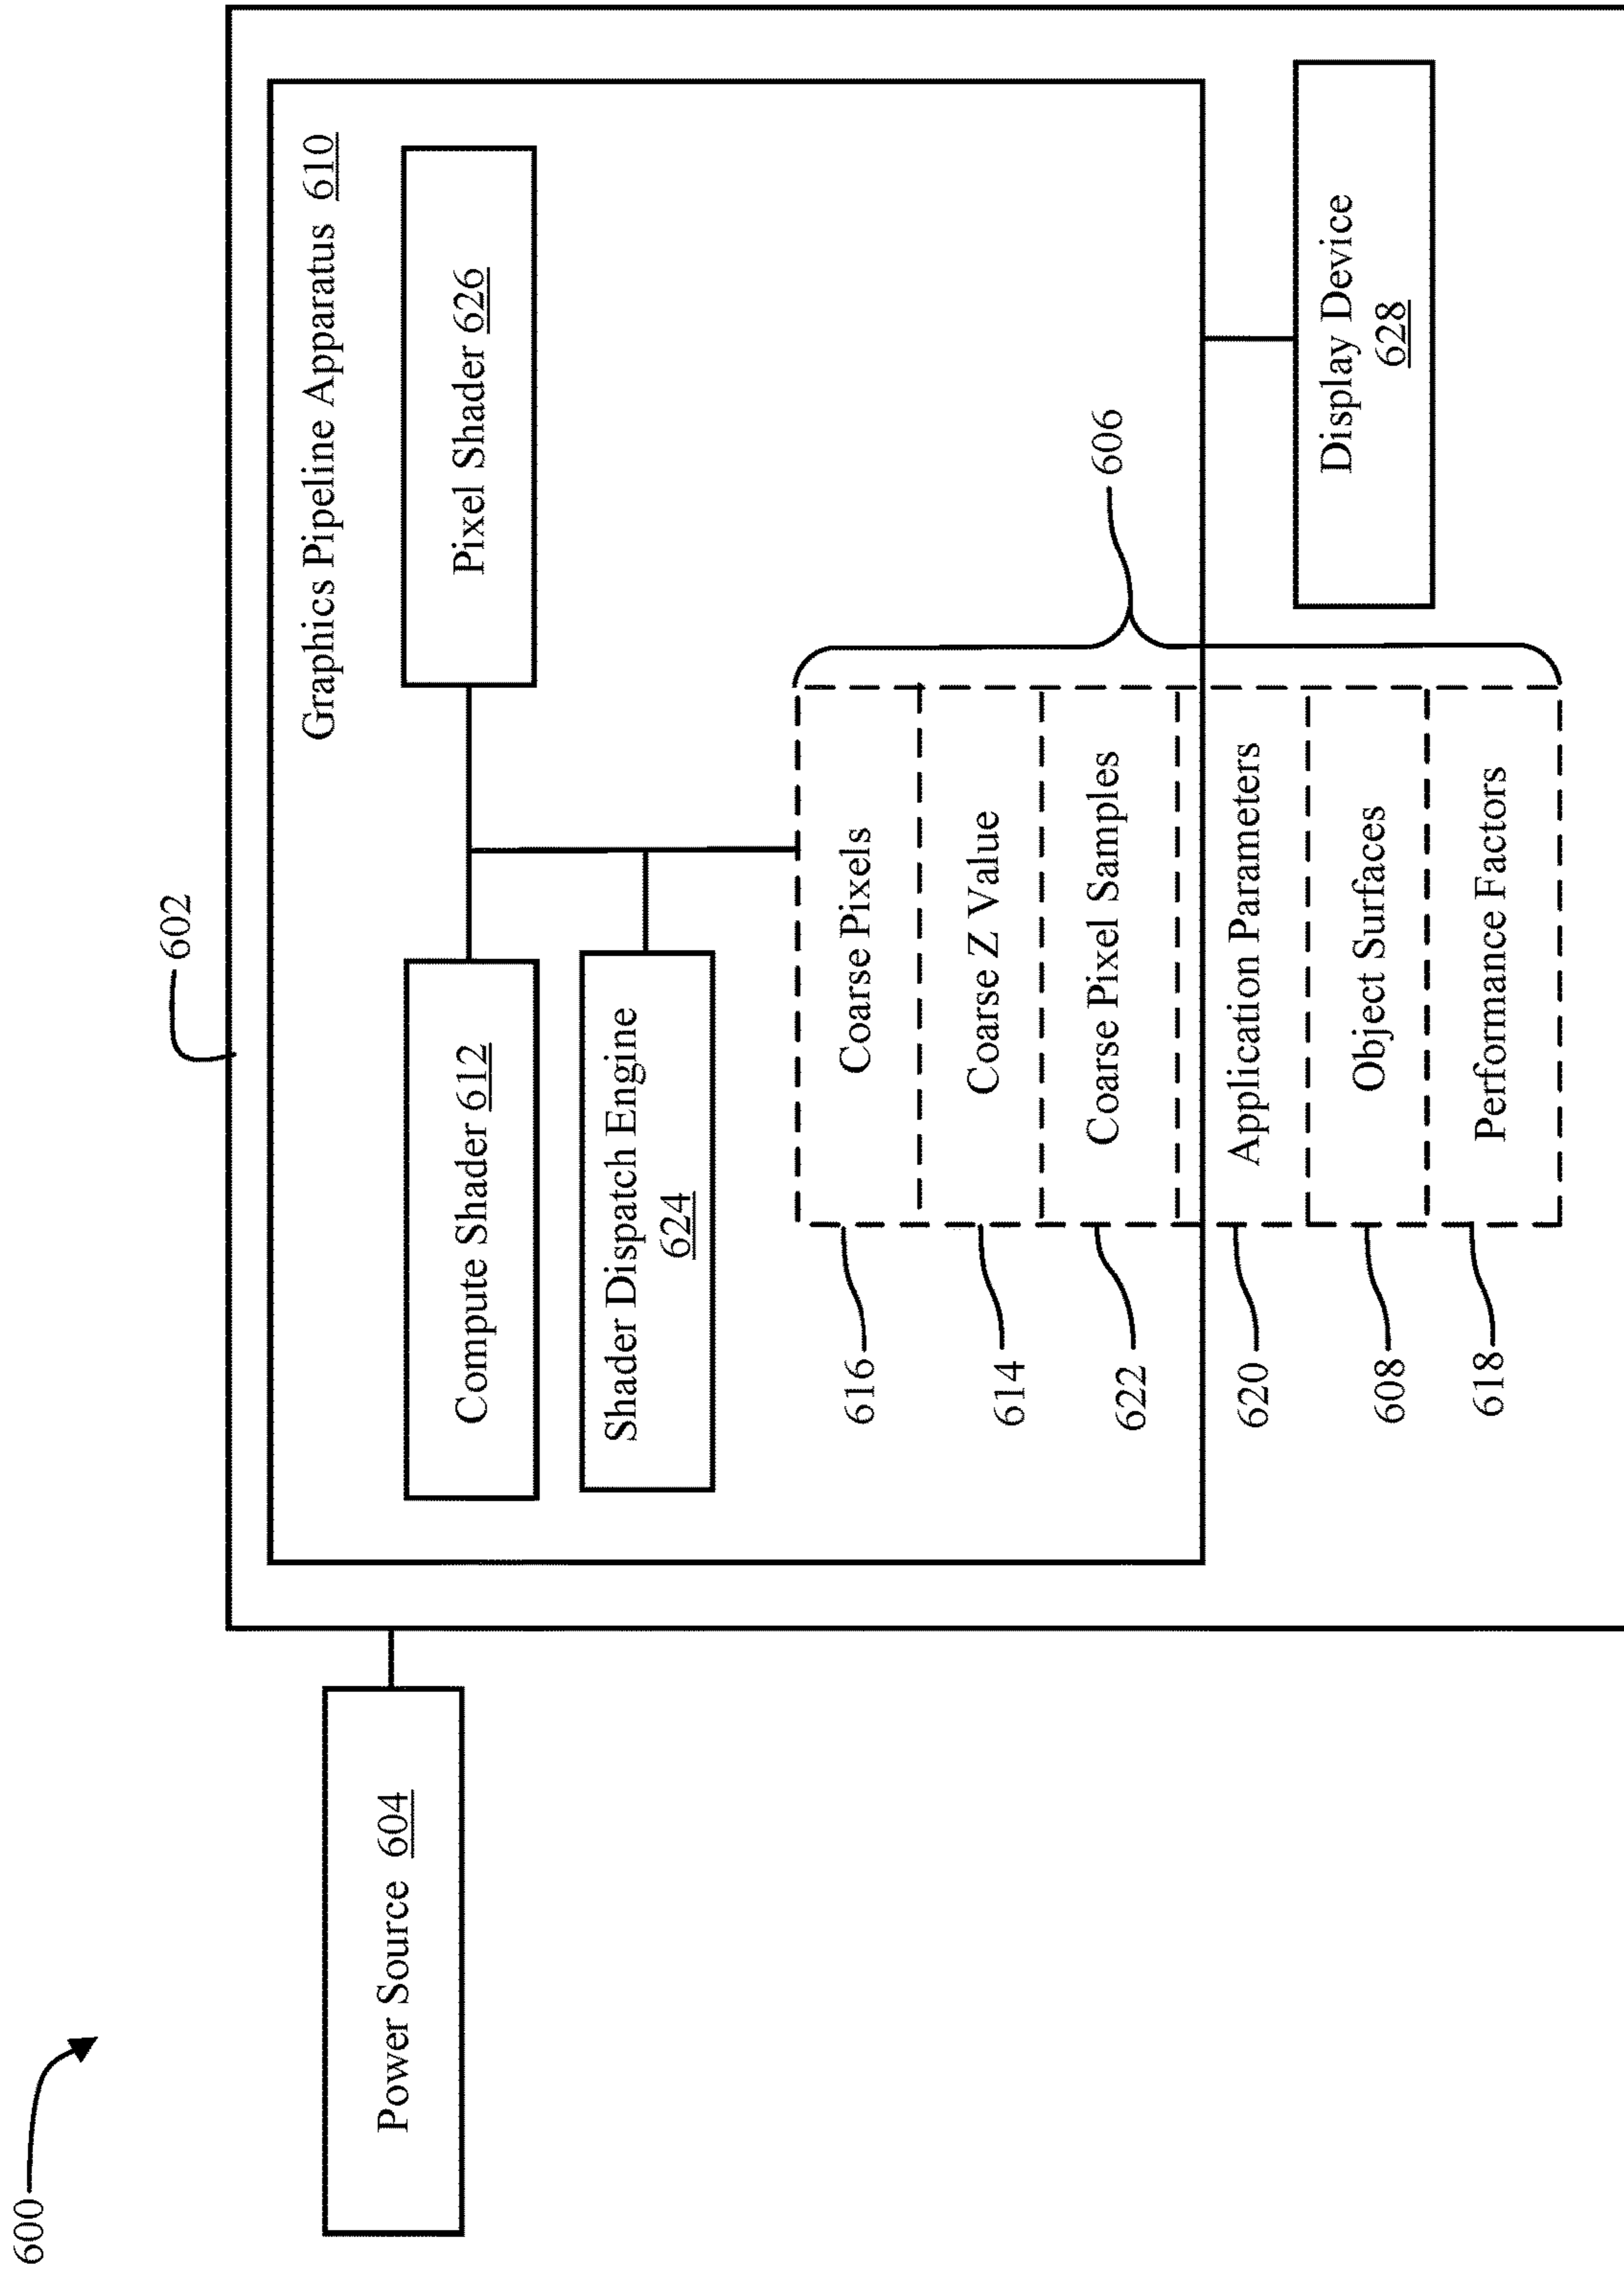 600
602
Power Source 604
Graphics Pipeline Apparatus 610
Compute Shader 612
Pixel Shader 626
Shader Dispatch Engine
624
616
Coarse Pixels
614
Coarse Z Value
622
Coarse Pixel Samples
606
620
Application Parameters
608
Object Surfaces
618
Performance Factors
Display Device
628